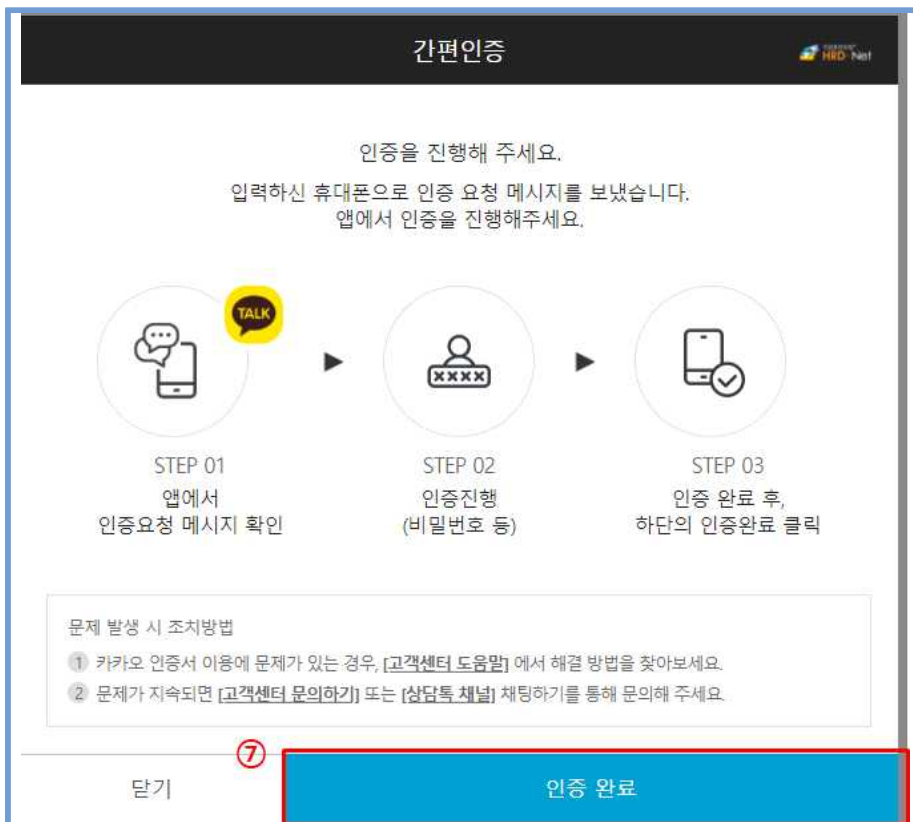 간편인증
HRD-Net
인증을 진행해 주세요.
입력하신 휴대폰으로 인증 요청 메시지를 보냈습니다.
앱에서 인증을 진행해주세요.
TALK
xxxx
STEP 01
앱에서
인증요청 메시지 확인
STEP 02
인증진행
(비밀번호 등)
STEP 03
인증 완료 후,
하단의 인증완료 클릭
문제 발생 시 조치방법
1 카카오 인증서 이용에 문제가 있는 경우, [고객센터 도움말] 에서 해결 방법을 찾아보세요.
2 문제가 지속되면 [고객센터 문의하기] 또는 [상담톡 채널] 채팅하기를 통해 문의해 주세요.
⑦
닫기
인증 완료